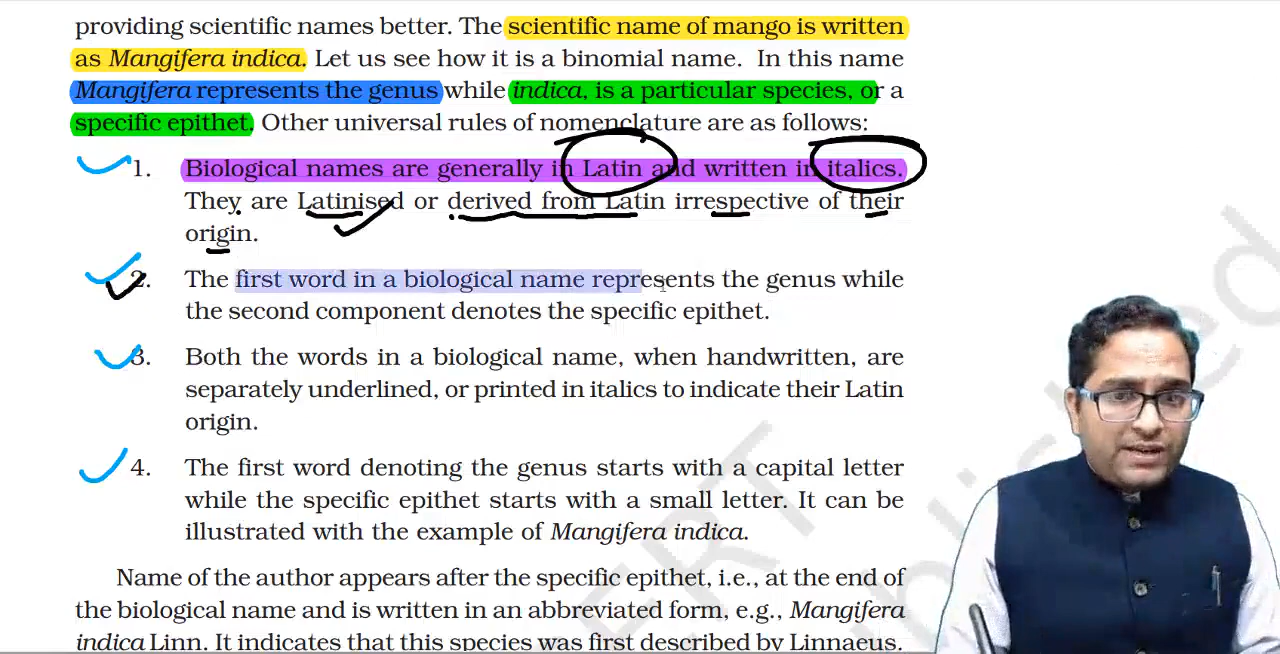 providing scientific names better. The scientific name of mango is written
as Mangifera indica. Let us see how it is a binomial name. In this name
Mangifera represents the genus while indica, is a particular species, or a
specific epithet. Other universal rules of nomenclature are as follows:
1. Biological names are generally in Latin and written in italics.
They are Latinised or derived from Latin irrespective of their
origin.
2. The first word in a biological name represents the genus while
the second component denotes the specific epithet.
3. Both the words in a biological name, when handwritten, are
separately underlined, or printed in italics to indicate their Latin
origin.
4. The first word denoting the genus starts with a capital letter
while the specific epithet starts with a small letter. It can be
illustrated with the example of Mangifera indica.
Name of the author appears after the specific epithet, i.e., at the end of
the biological name and is written in an abbreviated form, e.g., Mangifera
indica Linn. It indicates that this species was first described by Linnaeus.